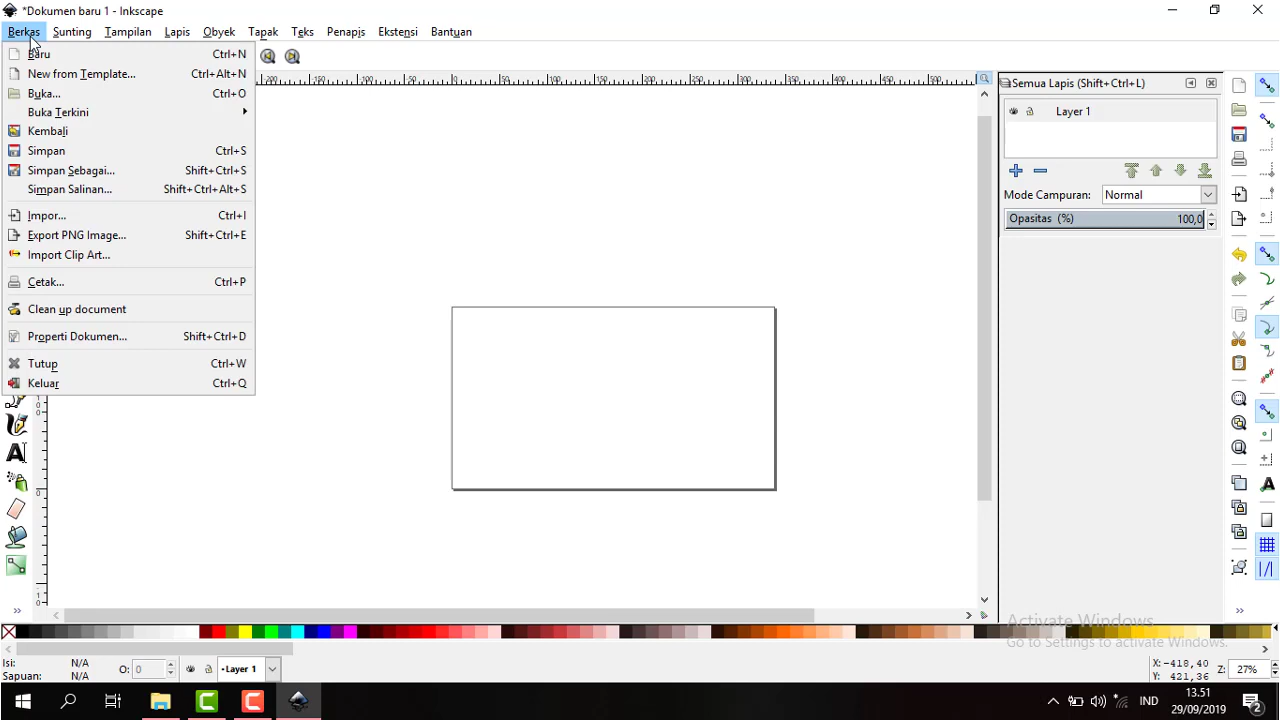 *Dokumen baru 1 - Inkscape
Berkas Sunting Tampilan Lapis Obyek Tapak Teks Penapis Ekstensi Bantuan
Baru Ctrl+N
New from Template... Ctrl+Alt+N
Buka... Ctrl+O
Buka Terkini
Kembali
Simpan Ctrl+S
Simpan Sebagai... Shift+Ctrl+S
Simpan Salinan... Shift+Ctrl+Alt+S
Impor... Ctrl+I
Export PNG Image... Shift+Ctrl+E
Import Clip Art...
Cetak... Ctrl+P
Clean up document
Properti Dokumen... Shift+Ctrl+D
Tutup Ctrl+W
Keluar Ctrl+Q
Semua Lapis (Shift+Ctrl+L)
Layer 1
Mode Campuran: Normal
Opasitas (%) 100,0
Activate Windows
Go to Settings to activate Windows.
Isi: N/A
Sapuan: N/A
O: 0
Layer 1
X: -418,40
Y: 421,36
Z: 27%
IND
13.51
29/09/2019
2